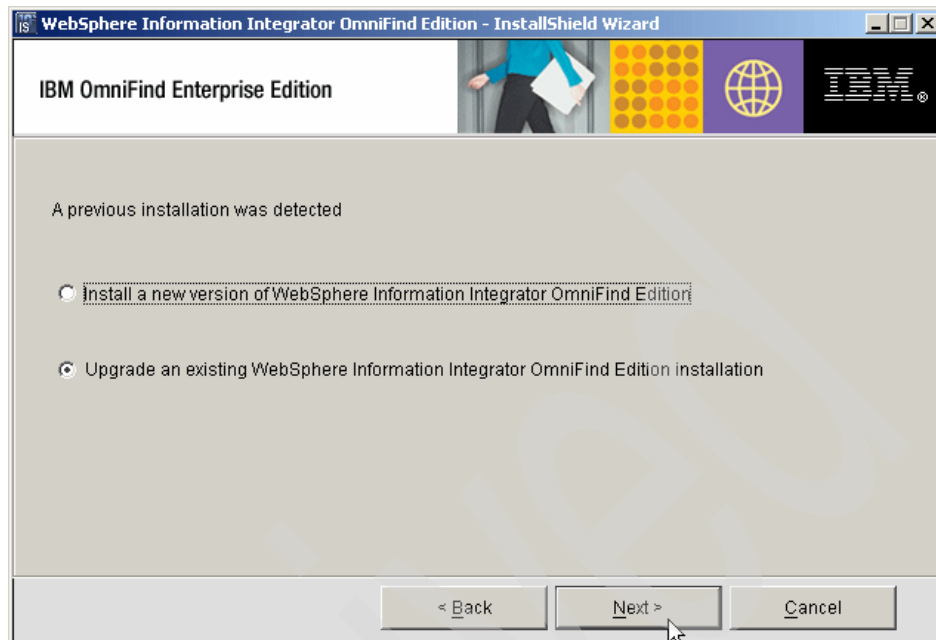 WebSphere Information Integrator OmniFind Edition - InstallShield Wizard
IBM OmniFind Enterprise Edition
IBM®
A previous installation was detected
Install a new version of WebSphere Information Integrator OmniFind Edition
Upgrade an existing WebSphere Information Integrator OmniFind Edition installation
< Back
Next >
Cancel